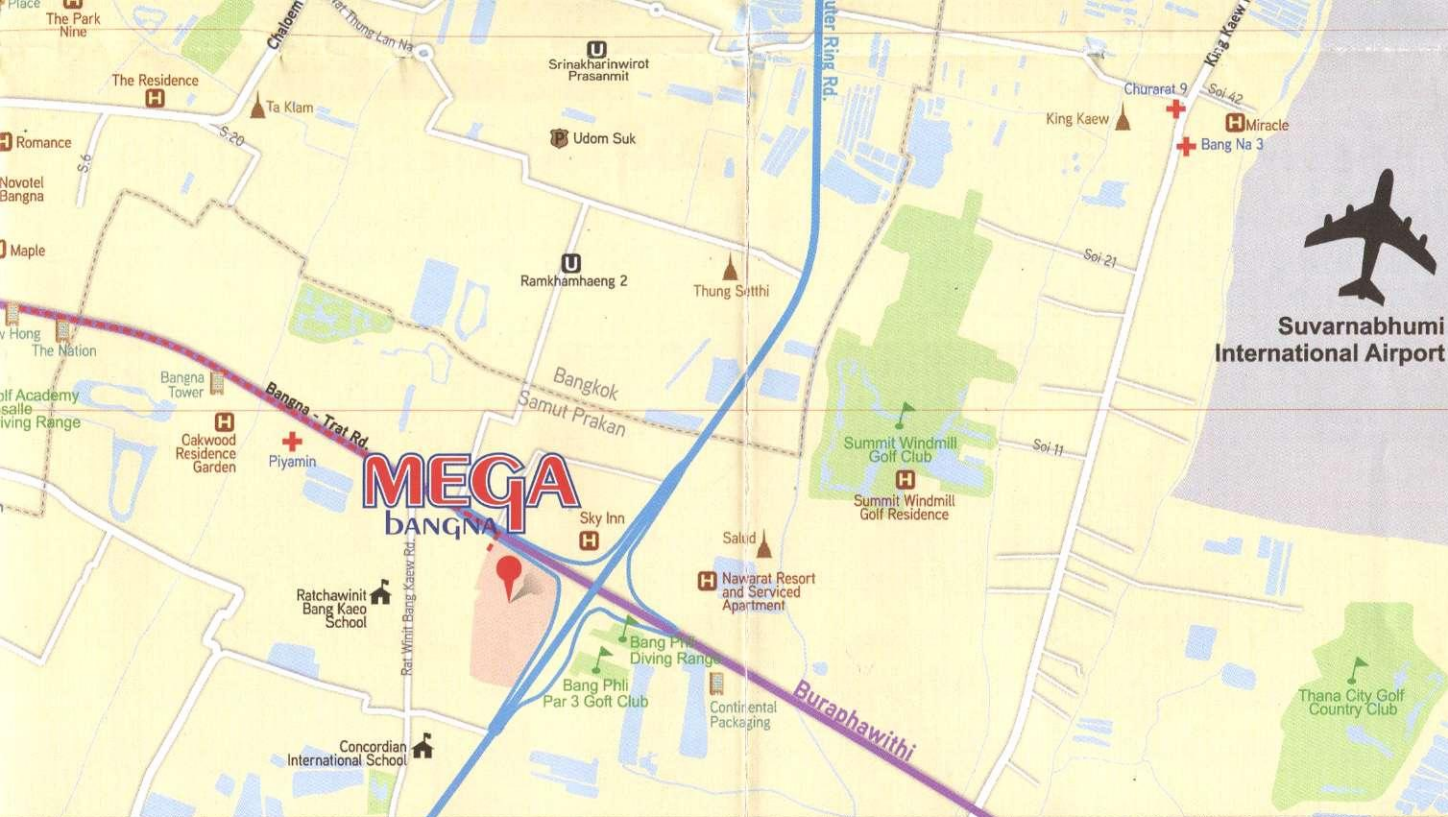 Place
The Park
Nine
Chaloem
Rat Thung Lan Na
uter Ring Rd.
King Kaew
U
Srinakharinwirot
Prasanmit
The Residence
H
Ta Klam
Churarat 9
Soi 42
King Kaew
H Miracle
Bang Na 3
H Romance
S.6
S.20
P Udom Suk
Novotel
Bangna
Maple
U
Ramkhamhaeng 2
Thung Setthi
Soi 21
Suvarnabhumi
International Airport
w Hong
The Nation
Bangna
Tower
Bangna - Trat Rd.
Bangkok
Samut Prakan
olf Academy
salle
iving Range
H
Oakwood
Residence
Garden
Piyamin
Summit Windmill
Golf Club
Soi 11
H
Summit Windmill
Golf Residence
MEGA
bANGNA
Sky Inn
H
Salud
H Nawarat Resort
and Serviced
Apartment
Ratchawinit
Bang Kaeo
School
Rat Winit Bang Kaew Rd.
Bang Phli
Diving Range
Bang Phli
Par 3 Goft Club
Continental
Packaging
Buraphawithi
Thana City Golf
Country Club
Concordian
International School